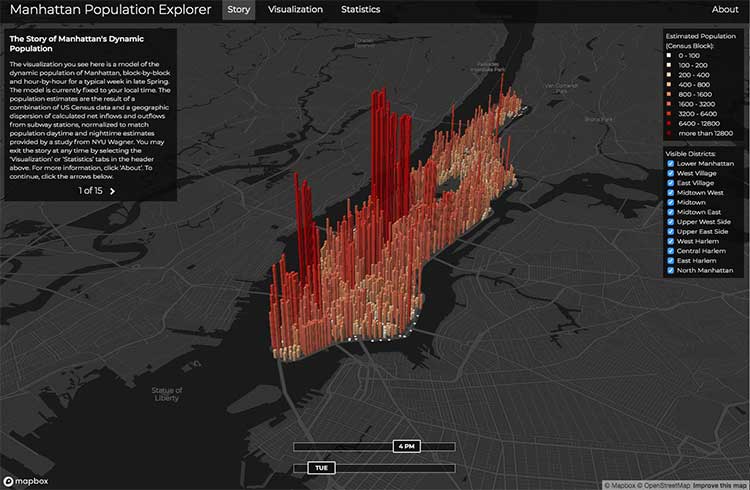 Manhattan Population Explorer
Story
Visualization
Statistics
About
The Story of Manhattan's Dynamic
Population
The visualization you see here is a model of the
dynamic population of Manhattan, block-by-block
and hour-by-hour for a typical week in late Spring.
The model is currently fixed to your local time. The
population estimates are the result of a
combination of US Census data and a geographic
dispersion of calculated net inflows and outflows
from subway stations, normalized to match
population daytime and nighttime estimates
provided by a study from NYU Wagner. You may
exit the story at any time by selecting the
'Visualization' or 'Statistics' tabs in the header
above. For more information, click 'About'. To
continue, click the arrows below.
1 of 15
Estimated Population
(Census Block):
0 - 100
100 - 200
200 - 400
400 - 800
800 - 1600
1600 - 3200
3200 - 6400
6400 - 12800
more than 12800
Visible Districts:
Lower Manhattan
West Village
East Village
Midtown West
Midtown
Midtown East
Upper West Side
Upper East Side
West Harlem
Central Harlem
East Harlem
North Manhattan
Palisades
Interstate Park
Van Cortlandt
Park
Bronx Park
Statue of
Liberty
4 PM
TUE
mapbox
© Mapbox © OpenStreetMap Improve this map